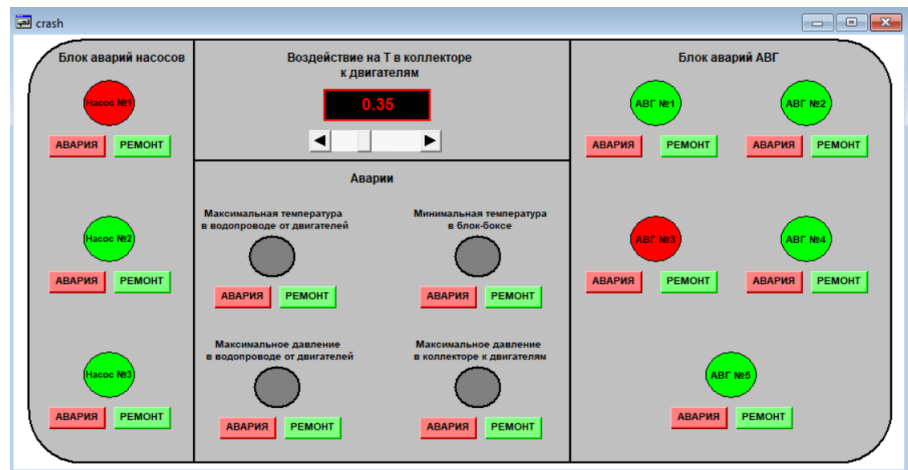 crash
Блок аварий насосов
Насос №1
АВАРИЯ РЕМОНТ
Насос №2
АВАРИЯ РЕМОНТ
Насос №3
АВАРИЯ РЕМОНТ
Воздействие на Т в коллекторе
к двигателям
0.35
Аварии
Максимальная температура
в водопроводе от двигателей
АВАРИЯ РЕМОНТ
Минимальная температура
в блок-боксе
АВАРИЯ РЕМОНТ
Максимальное давление
в водопроводе от двигателей
АВАРИЯ РЕМОНТ
Максимальное давление
в коллекторе к двигателям
АВАРИЯ РЕМОНТ
Блок аварий АВГ
АВГ №1
АВАРИЯ РЕМОНТ
АВГ №2
АВАРИЯ РЕМОНТ
АВГ №3
АВАРИЯ РЕМОНТ
АВГ №4
АВАРИЯ РЕМОНТ
АВГ №5
АВАРИЯ РЕМОНТ